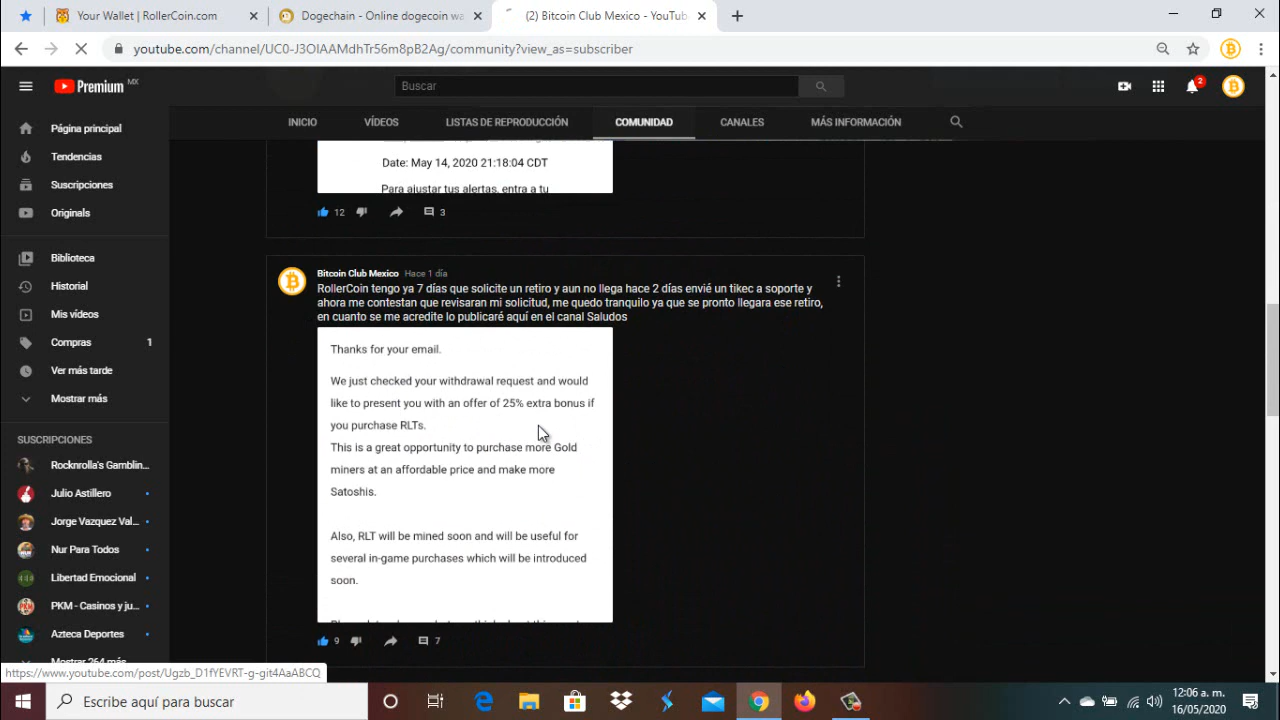 Your Wallet | RollerCoin.com
Dogechain - Online dogecoin wa
(2) Bitcoin Club Mexico - YouTub
youtube.com/channel/UC0-J3OIAAMdhTr56m8pB2Ag/community?view_as=subscriber
Premium MX
Buscar
2
INICIO VÍDEOS LISTAS DE REPRODUCCIÓN COMUNIDAD CANALES MÁS INFORMACIÓN
Página principal
Tendencias
Suscripciones
Originals
Biblioteca
Historial
Mis vídeos
Compras 1
Ver más tarde
Mostrar más
SUSCRIPCIONES
Rocknrolla's Gamblin...
Julio Astillero
Jorge Vazquez Val...
Nur Para Todos
Libertad Emocional
PKM - Casinos y ju...
Azteca Deportes
Mostrar 264 más
Date: May 14, 2020 21:18:04 CDT
Para ajustar tus alertas, entra a tu
12 3
Bitcoin Club Mexico Hace 1 día
RollerCoin tengo ya 7 días que solicite un retiro y aun no llega hace 2 días envié un tikec a soporte y
ahora me contestan que revisaran mi solicitud, me quedo tranquilo ya que se pronto llegara ese retiro,
en cuanto se me acredite lo publicaré aquí en el canal Saludos
Thanks for your email.
We just checked your withdrawal request and would
like to present you with an offer of 25% extra bonus if
you purchase RLTs.
This is a great opportunity to purchase more Gold
miners at an affordable price and make more
Satoshis.
Also, RLT will be mined soon and will be useful for
several in-game purchases which will be introduced
soon.
9 7
https://www.youtube.com/post/Ugzb_D1fYEVRT-g-git4AaABCQ
Escribe aquí para buscar
12:06 a. m.
16/05/2020